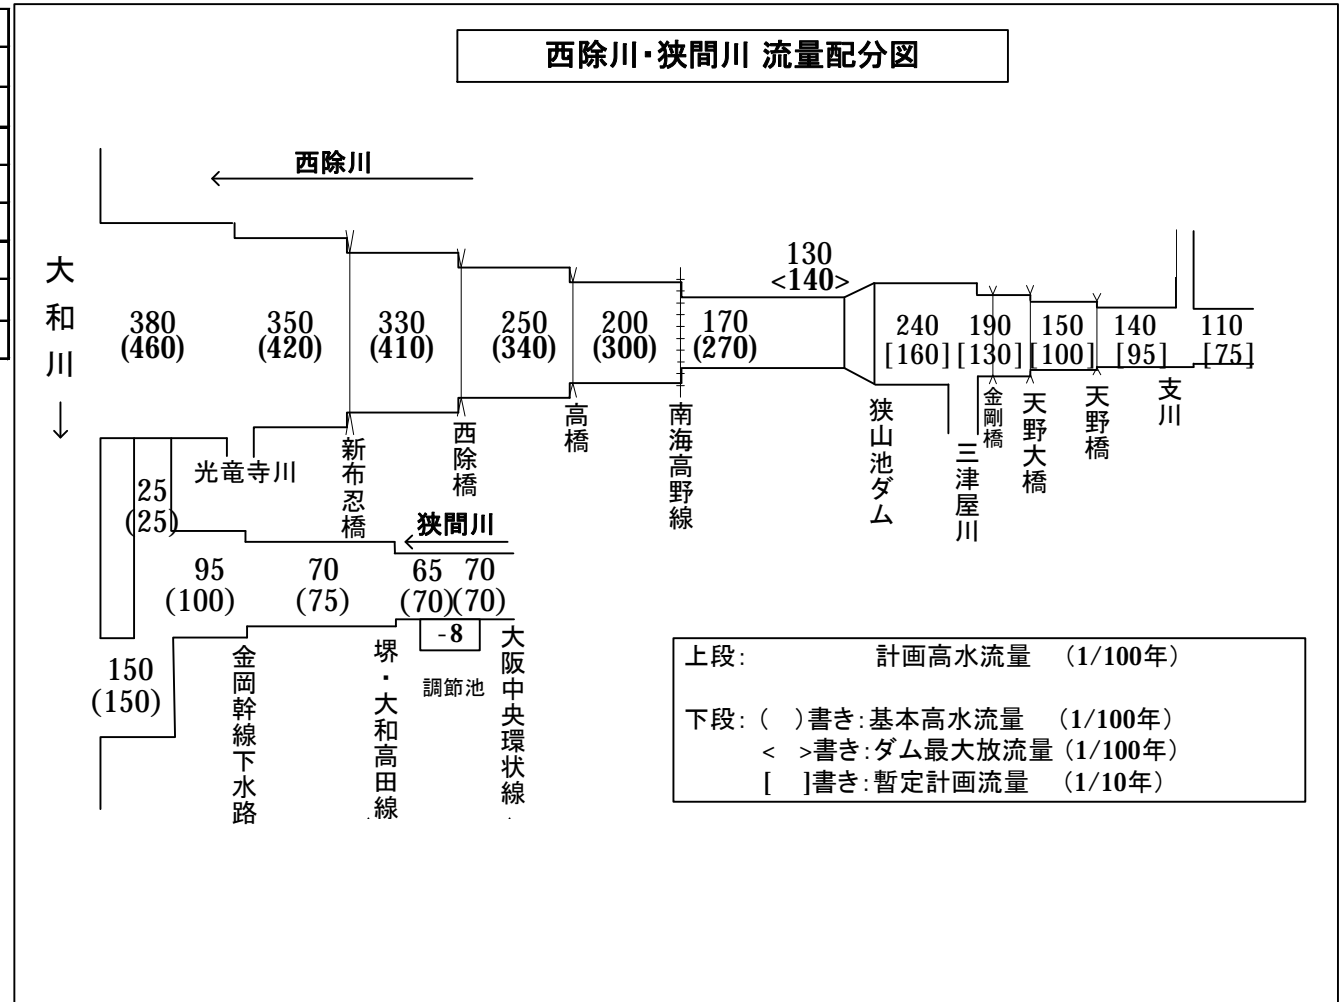 西除川・狭間川 流量配分図
西除川
大和川
130
<140>
380
(460)
350
(420)
330
(410)
250
(340)
200
(300)
170
(270)
240
[160]
190
[130]
150
[100]
140
[95]
110
[75]
光竜寺川
新布忍橋
西除橋
高橋
南海高野線
狭山池ダム
三津屋川
金剛橋
天野大橋
天野橋
支川
25
(25)
狭間川
95
(100)
70
(75)
65
(70)
70
(70)
-8
調節池
150
(150)
金岡幹線下水路
堺・大和高田線
大阪中央環状線
上段: 計画高水流量 (1/100年)
下段: ( )書き:基本高水流量 (1/100年)
< >書き:ダム最大放流量 (1/100年)
[ ]書き:暫定計画流量 (1/10年)